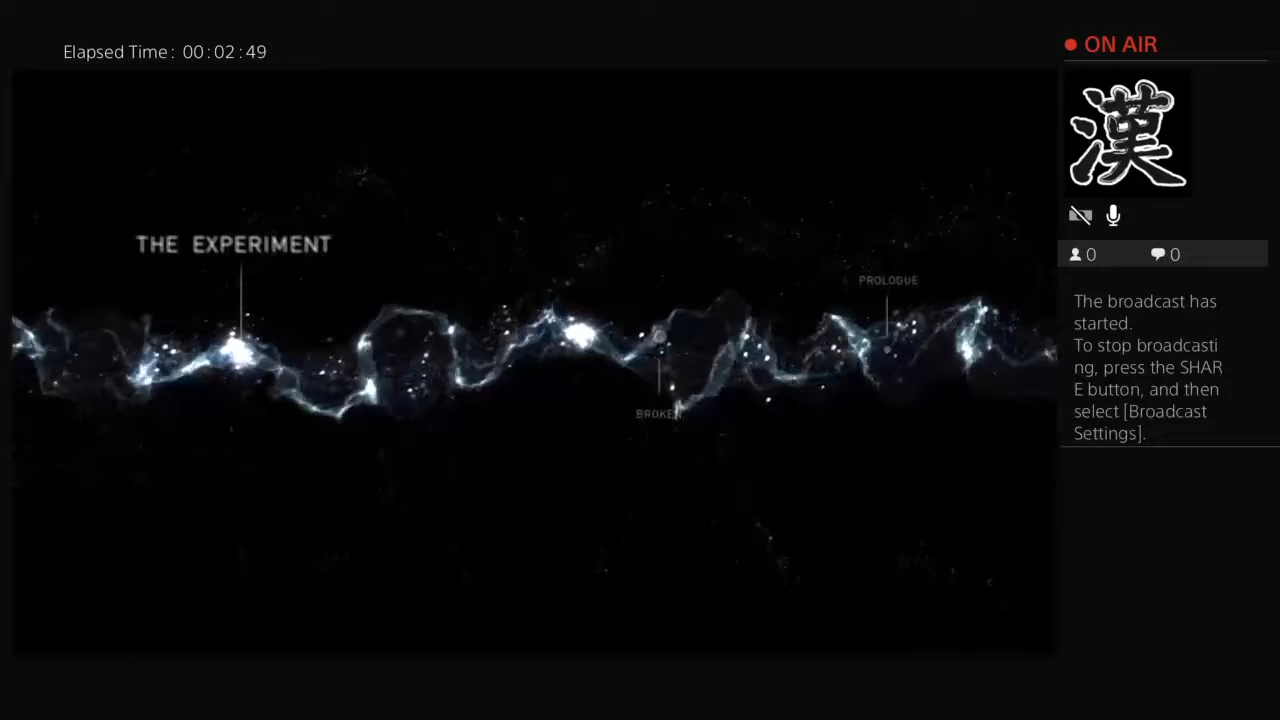 Elapsed Time: 00:02:49
ON AIR
漢
THE EXPERIMENT
0
0
PROLOGUE
The broadcast has
started.
To stop broadcasti
ng, press the SHAR
E button, and then
select [Broadcast
Settings].
BROKEN